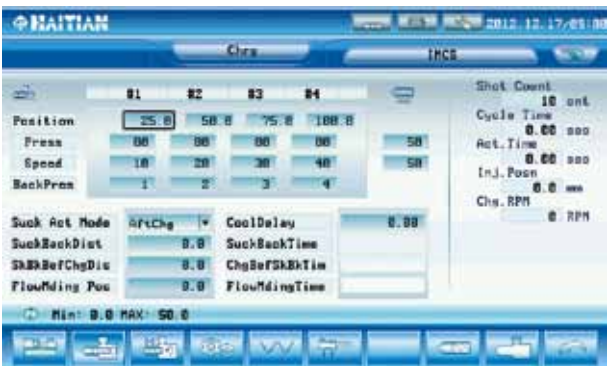 HAITIAN 2012.12.17/05:00
Chrg IMCS
#1 #2 #3 #4
Position 25.0 50.0 75.0 100.0
Press 80 80 80 80 50
Speed 10 20 30 40 50
BackPres 1 2 3 4
Shot Count
10 cnt
Cycle Time
0.00 sec
Act.Time
0.00 sec
Inj.Posn
0.0 mm
Chg.RPM
0 RPM
Suck Act Mode AftChg CoolDelay 0.00
SuckBackDist 0.0 SuckBackTime
SkBkBefChgDis 0.0 ChgBefSkBkTim
FlowMding Pos 0.0 FlowMdingTime
Min: 0.0 MAX: 50.0